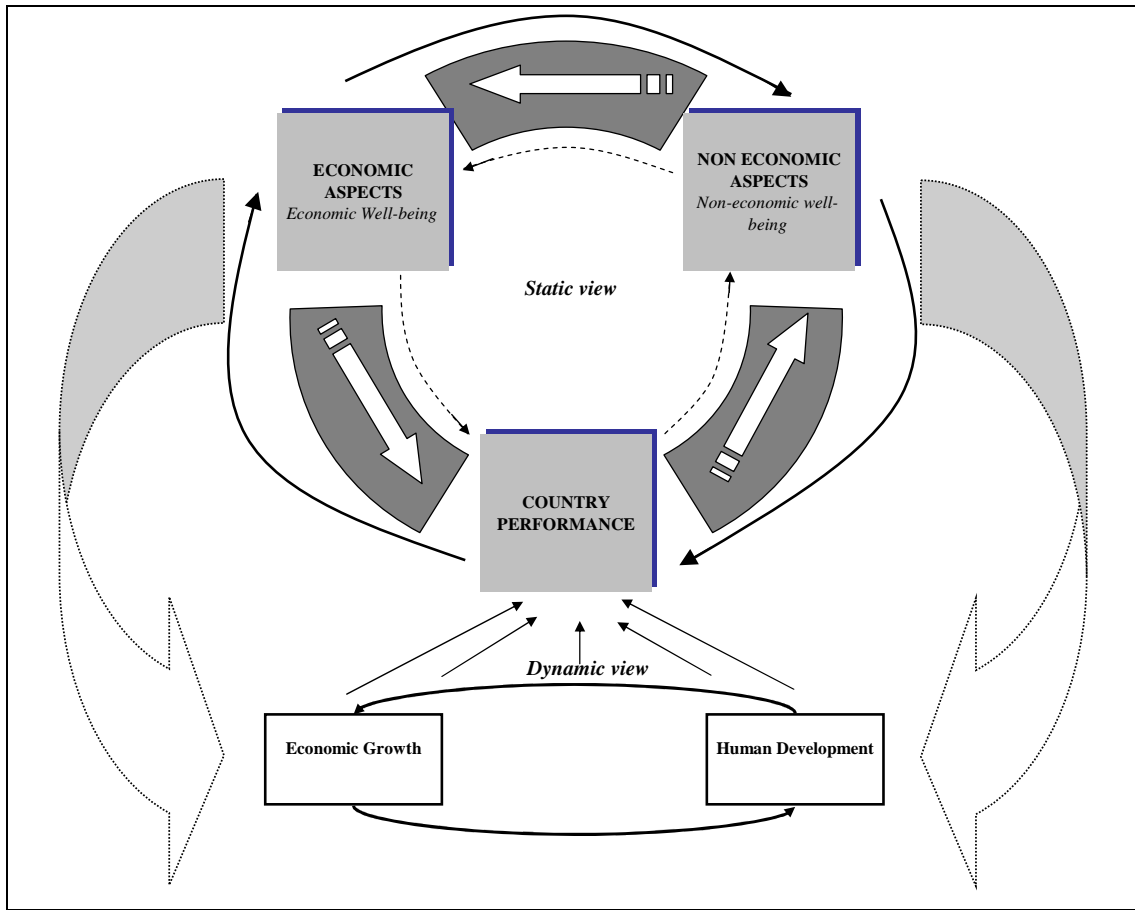 ECONOMIC
ASPECTS
Economic Well-being
NON ECONOMIC
ASPECTS
Non-economic well-
being
Static view
COUNTRY
PERFORMANCE
Dynamic view
Economic Growth
Human Development